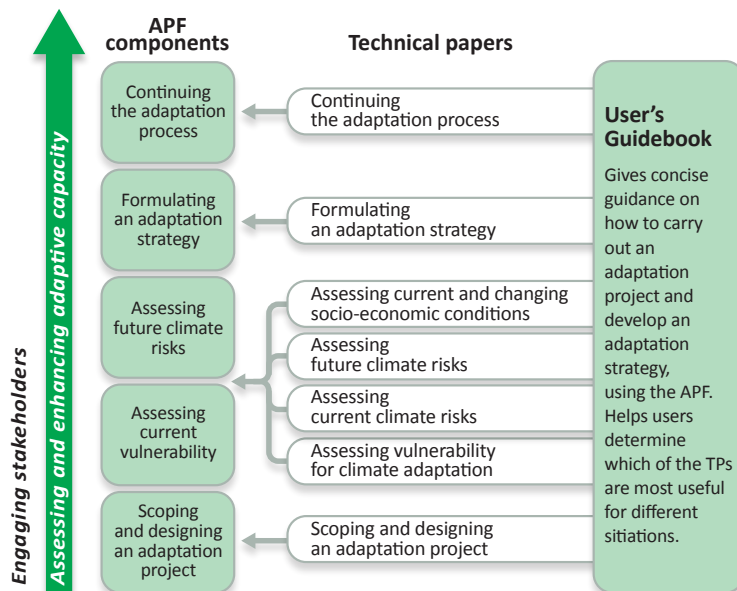 APF
components
Technical papers
Continuing
the adaptation
process
Formulating
an adaptation
strategy
Assessing
future climate
risks
Assessing
current
vulnerability
Scoping
and designing
an adaptation
project
Continuing
the adaptation process
Formulating
an adaptation strategy
Assessing current and changing
socio-economic conditions
Assessing
future climate risks
Assessing
current climate risks
Assessing vulnerability
for climate adaptation
Scoping and designing
an adaptation project
User's
Guidebook
Gives concise
guidance on
how to carry
out an
adaptation
project and
develop an
adaptation
strategy,
using the APF.
Helps users
determine
which of the TPs
are most useful
for different
sitiations.
Engaging stakeholders
Assessing and enhancing adaptive capacity